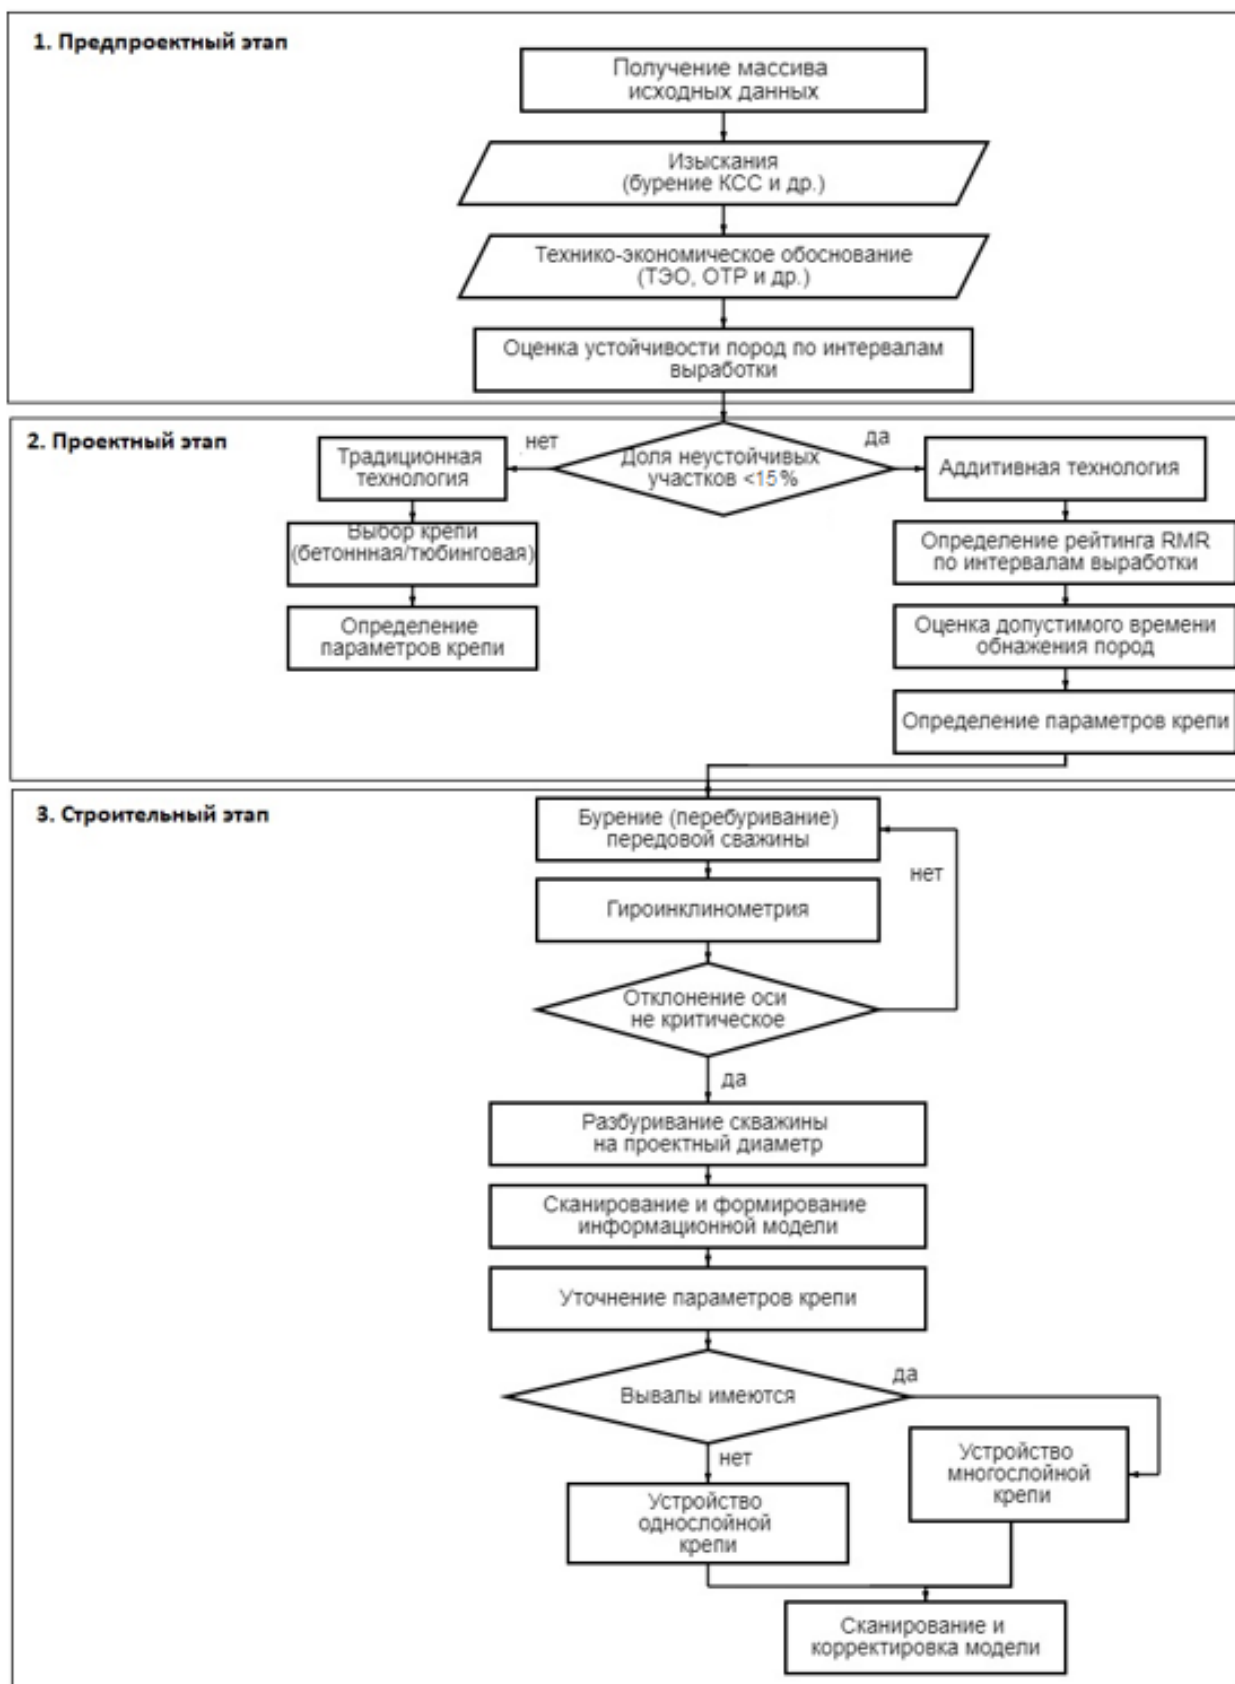 1. Предпроектный этап
Получение массива
исходных данных
Изыскания
(бурение КСС и др.)
Технико-экономическое обоснование
(ТЭО, ОТР и др.)
Оценка устойчивости пород по интервалам
выработки
2. Проектный этап
нет
да
Традиционная
технология
Доля неустойчивых
участков <15%
Аддитивная технология
Выбор крепи
(бетоннная/тюбинговая)
Определение
параметров крепи
Определение рейтинга RMR
по интервалам выработки
Оценка допустимого времени
обнажения пород
Определение параметров крепи
3. Строительный этап
Бурение (перебуривание)
передовой сважины
нет
Гироинклинометрия
Отклонение оси
не критическое
да
Разбуривание скважины
на проектный диаметр
Сканирование и формирование
информационной модели
Уточнение параметров крепи
Вывалы имеются
да
нет
Устройство
многослойной
крепи
Устройство
однослойной
крепи
Сканирование и
корректировка модели